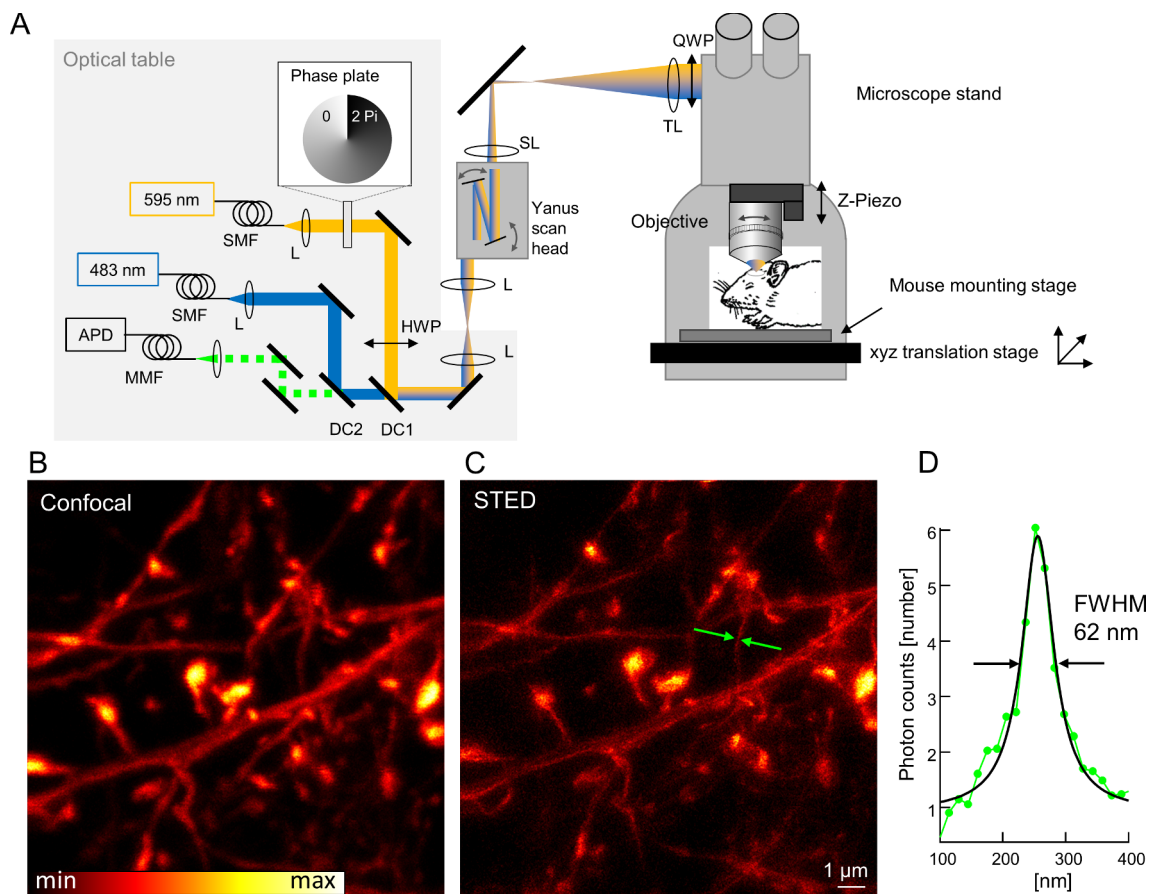 A
Optical table
Phase plate
0
2 Pi
595 nm
SMF
L
483 nm
SMF
L
APD
MMF
HWP
DC2
DC1
L
L
Yanus
scan
head
SL
TL
QWP
Microscope stand
Z-Piezo
Objective
Mouse mounting stage
xyz translation stage
B
Confocal
min
max
C
STED
1 µm
D
Photon counts [number]
6
5
4
3
2
1
FWHM
62 nm
100
200
300
400
[nm]